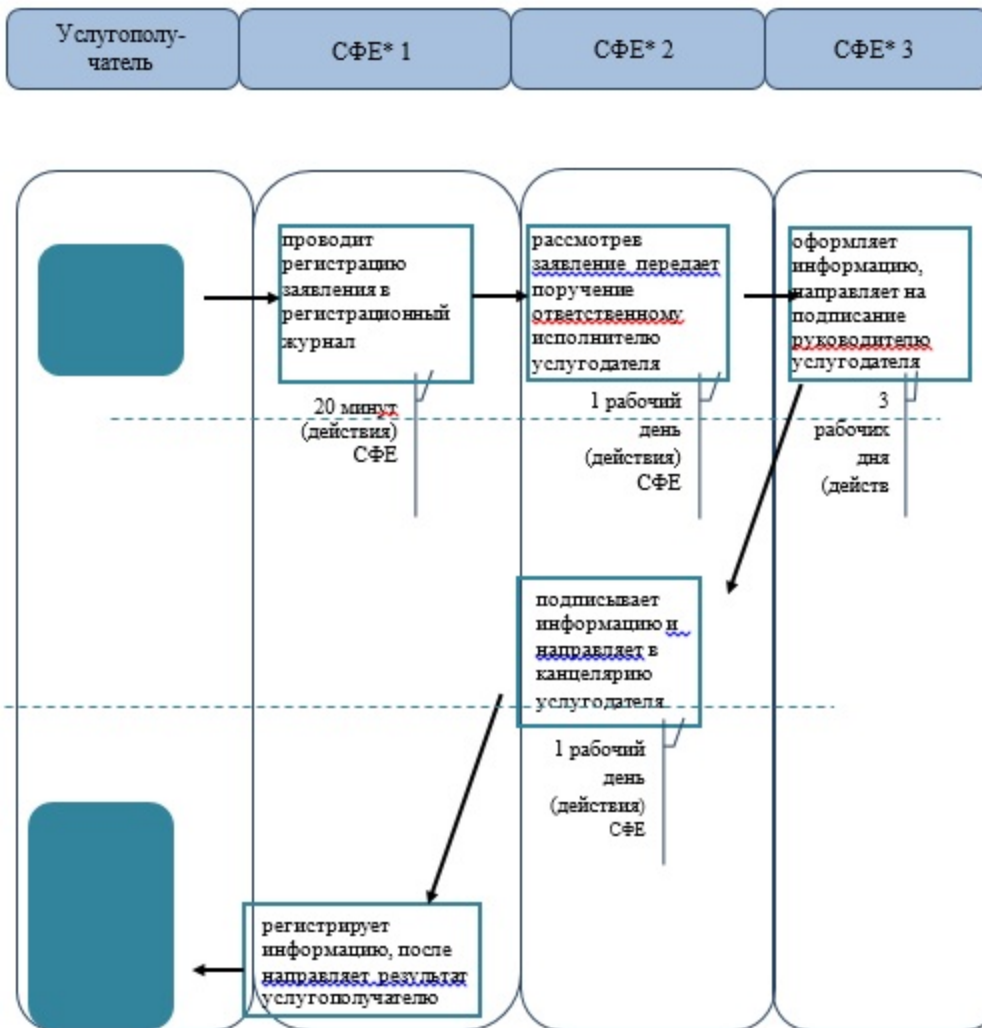 Услугополу-
чатель
СФЕ* 1
СФЕ* 2
СФЕ* 3
проводит
регистрацию
заявления в
регистрационный
журнал
20 минут
(действия)
СФЕ
рассмотрев
заявление передает
поручение
ответственному
исполнителю
услугодателя
1 рабочий
день
(действия)
СФЕ
оформляет
информацию,
направляет на
подписание
руководителю
услугодателя
3
рабочих
дня
(действ
подписывает
информацию и
направляет в
канцелярию
услугодателя
1 рабочий
день
(действия)
СФЕ
регистрирует
информацию, после
направляет результат
услугополучателю